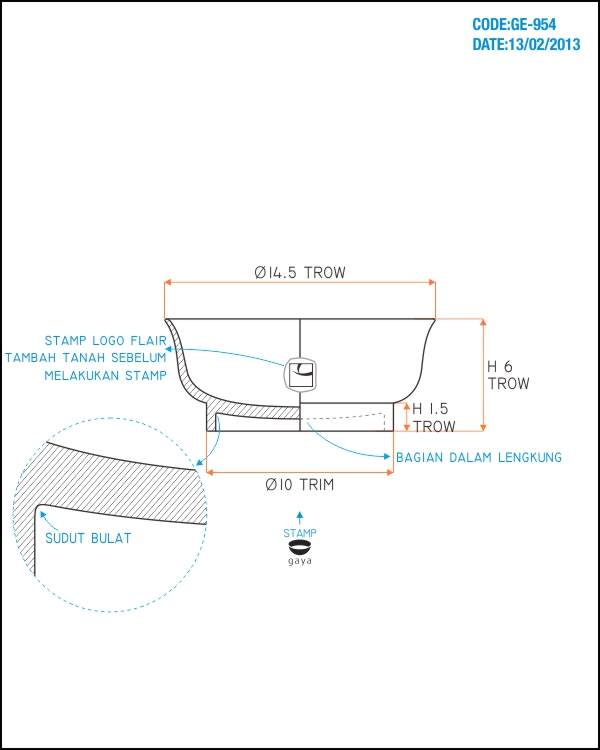 CODE:GE-954
DATE:13/02/2013
Ø14.5 TROW
STAMP LOGO FLAIR
TAMBAH TANAH SEBELUM
MELAKUKAN STAMP
H 6
TROW
H 1.5
TROW
BAGIAN DALAM LENGKUNG
Ø10 TRIM
SUDUT BULAT
STAMP
gaya